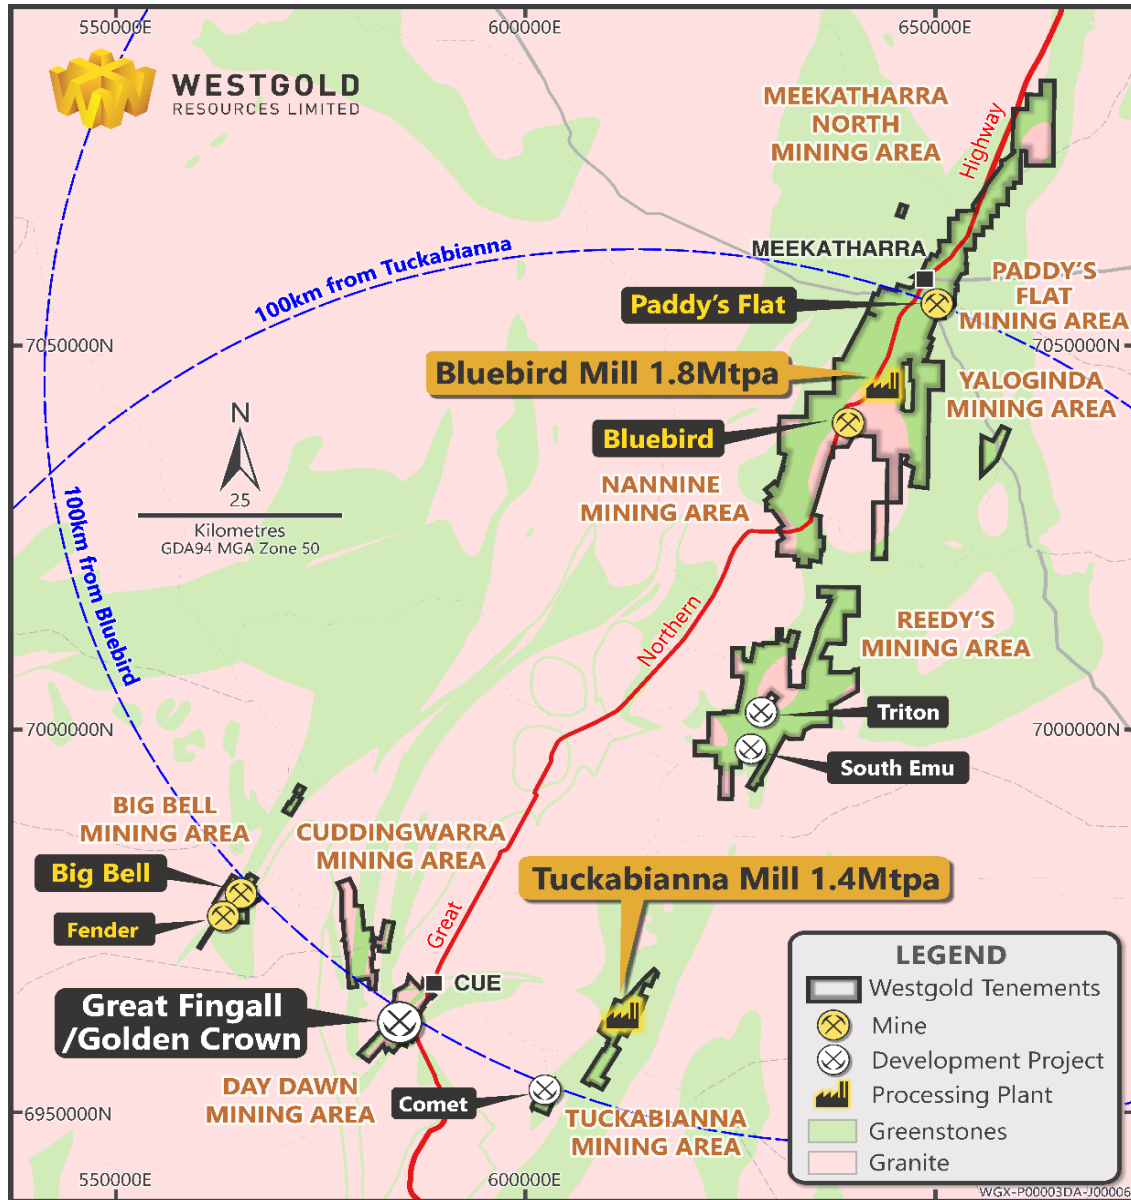 550000E
600000E
650000E
WESTGOLD
RESOURCES LIMITED
MEEKATHARRA
NORTH
MINING AREA
Highway
MEEKATHARRA
100km from Tuckabianna
PADDY'S
FLAT
MINING AREA
Paddy's Flat
7050000N
7050000N
Bluebird Mill 1.8Mtpa
YALOGINDA
MINING AREA
N
25
Kilometres
GDA94 MGA Zone 50
Bluebird
NANNINE
MINING AREA
100km from Bluebird
Northern
REEDY'S
MINING AREA
Triton
7000000N
7000000N
South Emu
BIG BELL
MINING AREA
CUDDINGWARRA
MINING AREA
Big Bell
Fender
Tuckabianna Mill 1.4Mtpa
Great
CUE
Great Fingall
/Golden Crown
DAY DAWN
MINING AREA
Comet
6950000N
TUCKABIANNA
MINING AREA
LEGEND
Westgold Tenements
Mine
Development Project
Processing Plant
Greenstones
Granite
550000E
600000E
WGX-P00003DA-J00006